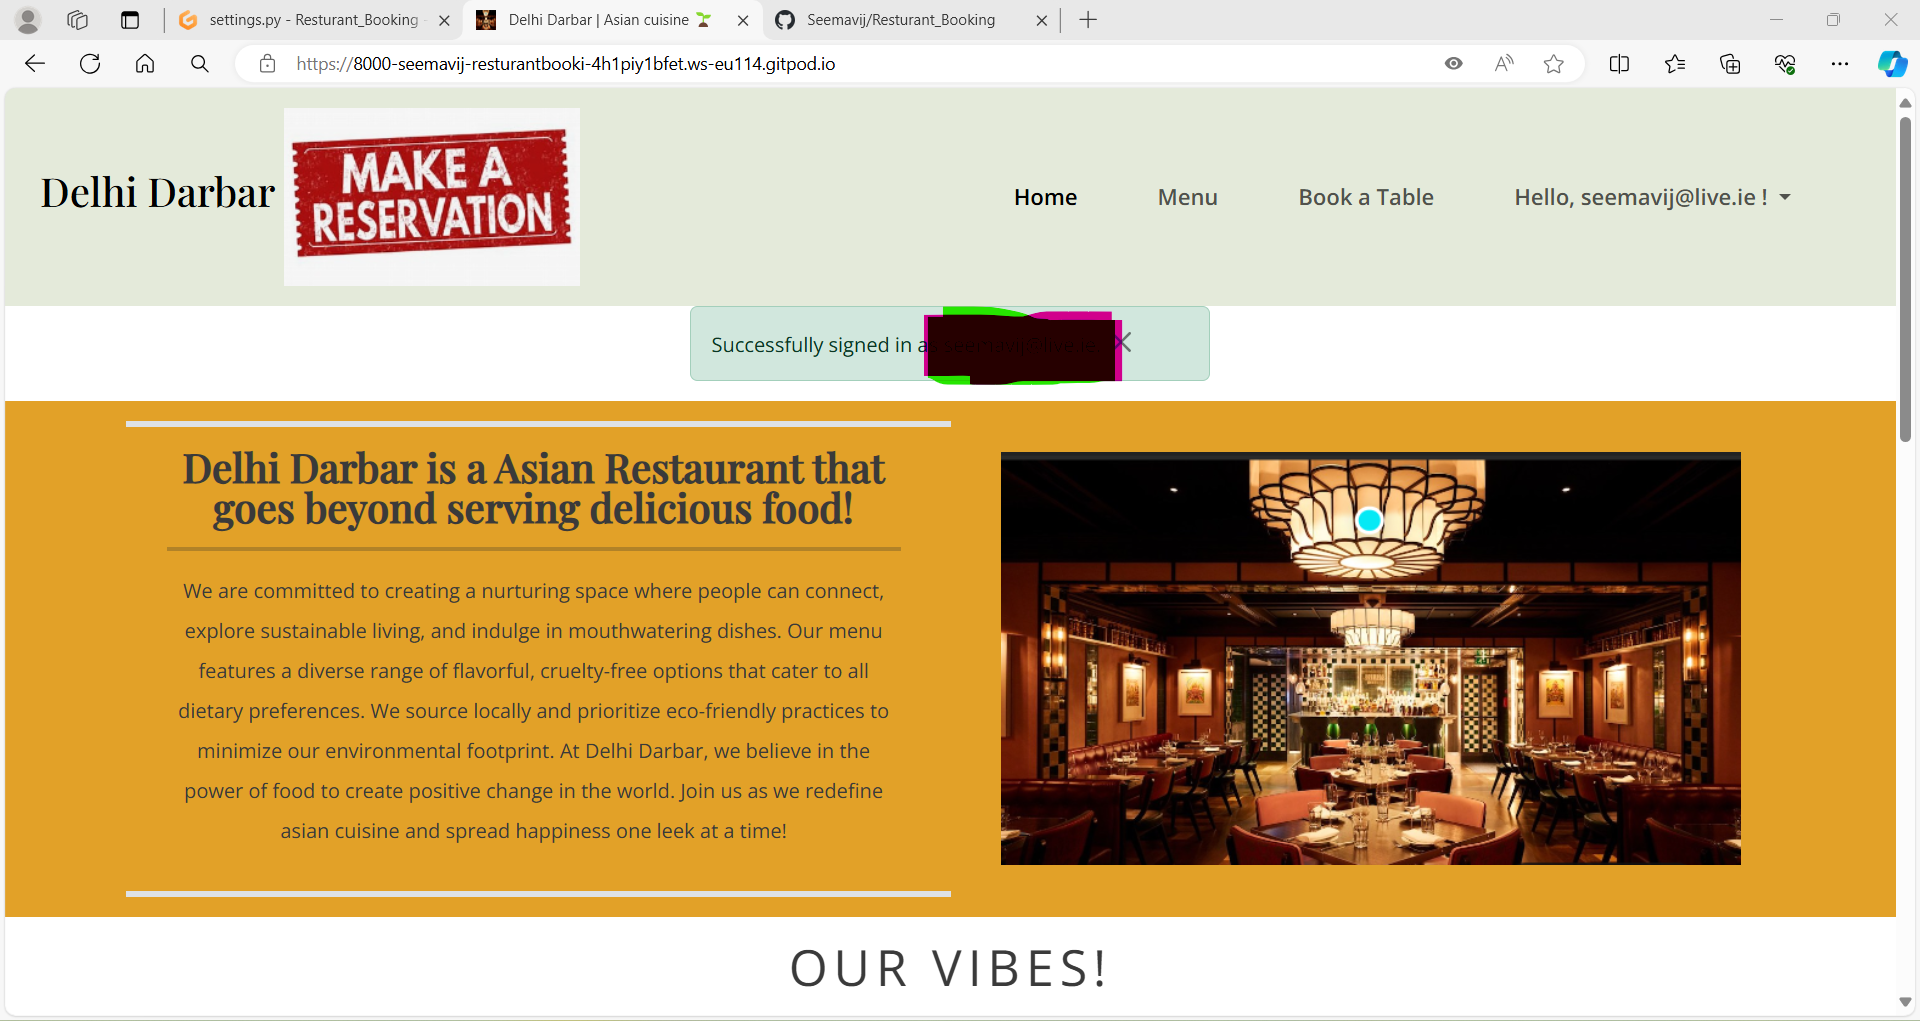 settings.py - Resturant_Booking
Delhi Darbar | Asian cuisine
Seemavij/Resturant_Booking
https://8000-seemavij-resturantbooki-4h1piy1bfet.ws-eu114.gitpod.io
Delhi Darbar
MAKE A
RESERVATION
Home
Menu
Book a Table
Hello, seemavij@live.ie !
Successfully signed in
Delhi Darbar is a Asian Restaurant that
goes beyond serving delicious food!
We are committed to creating a nurturing space where people can connect,
explore sustainable living, and indulge in mouthwatering dishes. Our menu
features a diverse range of flavorful, cruelty-free options that cater to all
dietary preferences. We source locally and prioritize eco-friendly practices to
minimize our environmental footprint. At Delhi Darbar, we believe in the
power of food to create positive change in the world. Join us as we redefine
asian cuisine and spread happiness one leek at a time!
OUR VIBES!